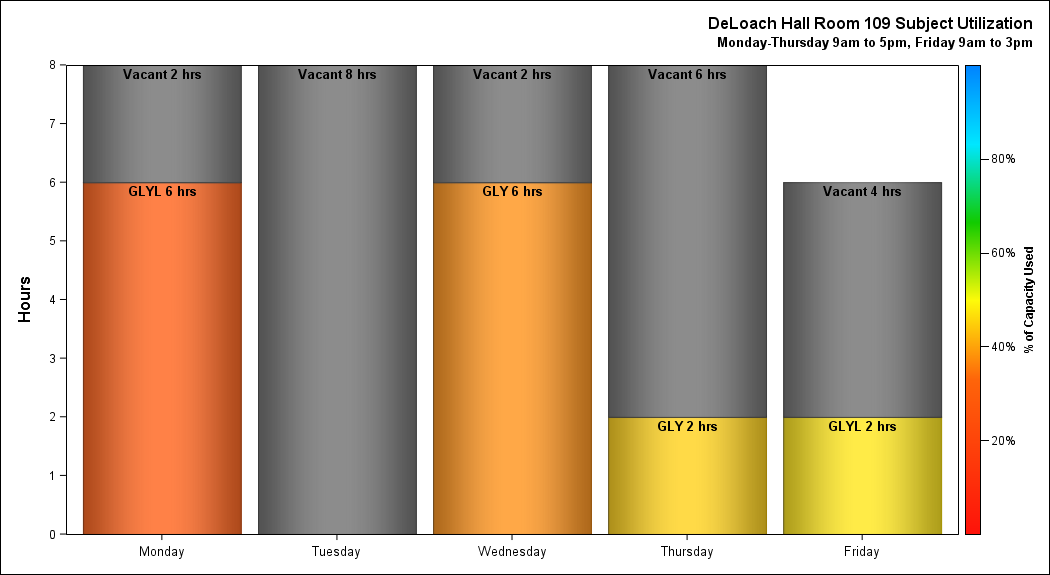 DeLoach Hall Room 109 Subject Utilization
Monday-Thursday 9am to 5pm, Friday 9am to 3pm
Hours
8
7
6
5
4
3
2
1
0
Vacant 2 hrs
GLYL 6 hrs
Vacant 8 hrs
Vacant 2 hrs
GLY 6 hrs
Vacant 6 hrs
GLY 2 hrs
Vacant 4 hrs
GLYL 2 hrs
Monday
Tuesday
Wednesday
Thursday
Friday
80%
60%
40%
20%
% of Capacity Used